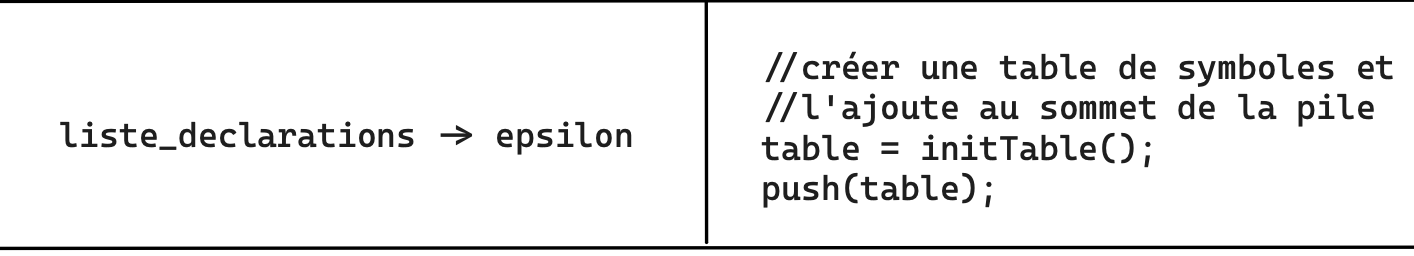 liste_declarations -> epsilon
//créer une table de symboles et
//l'ajoute au sommet de la pile
table = initTable();
push(table);